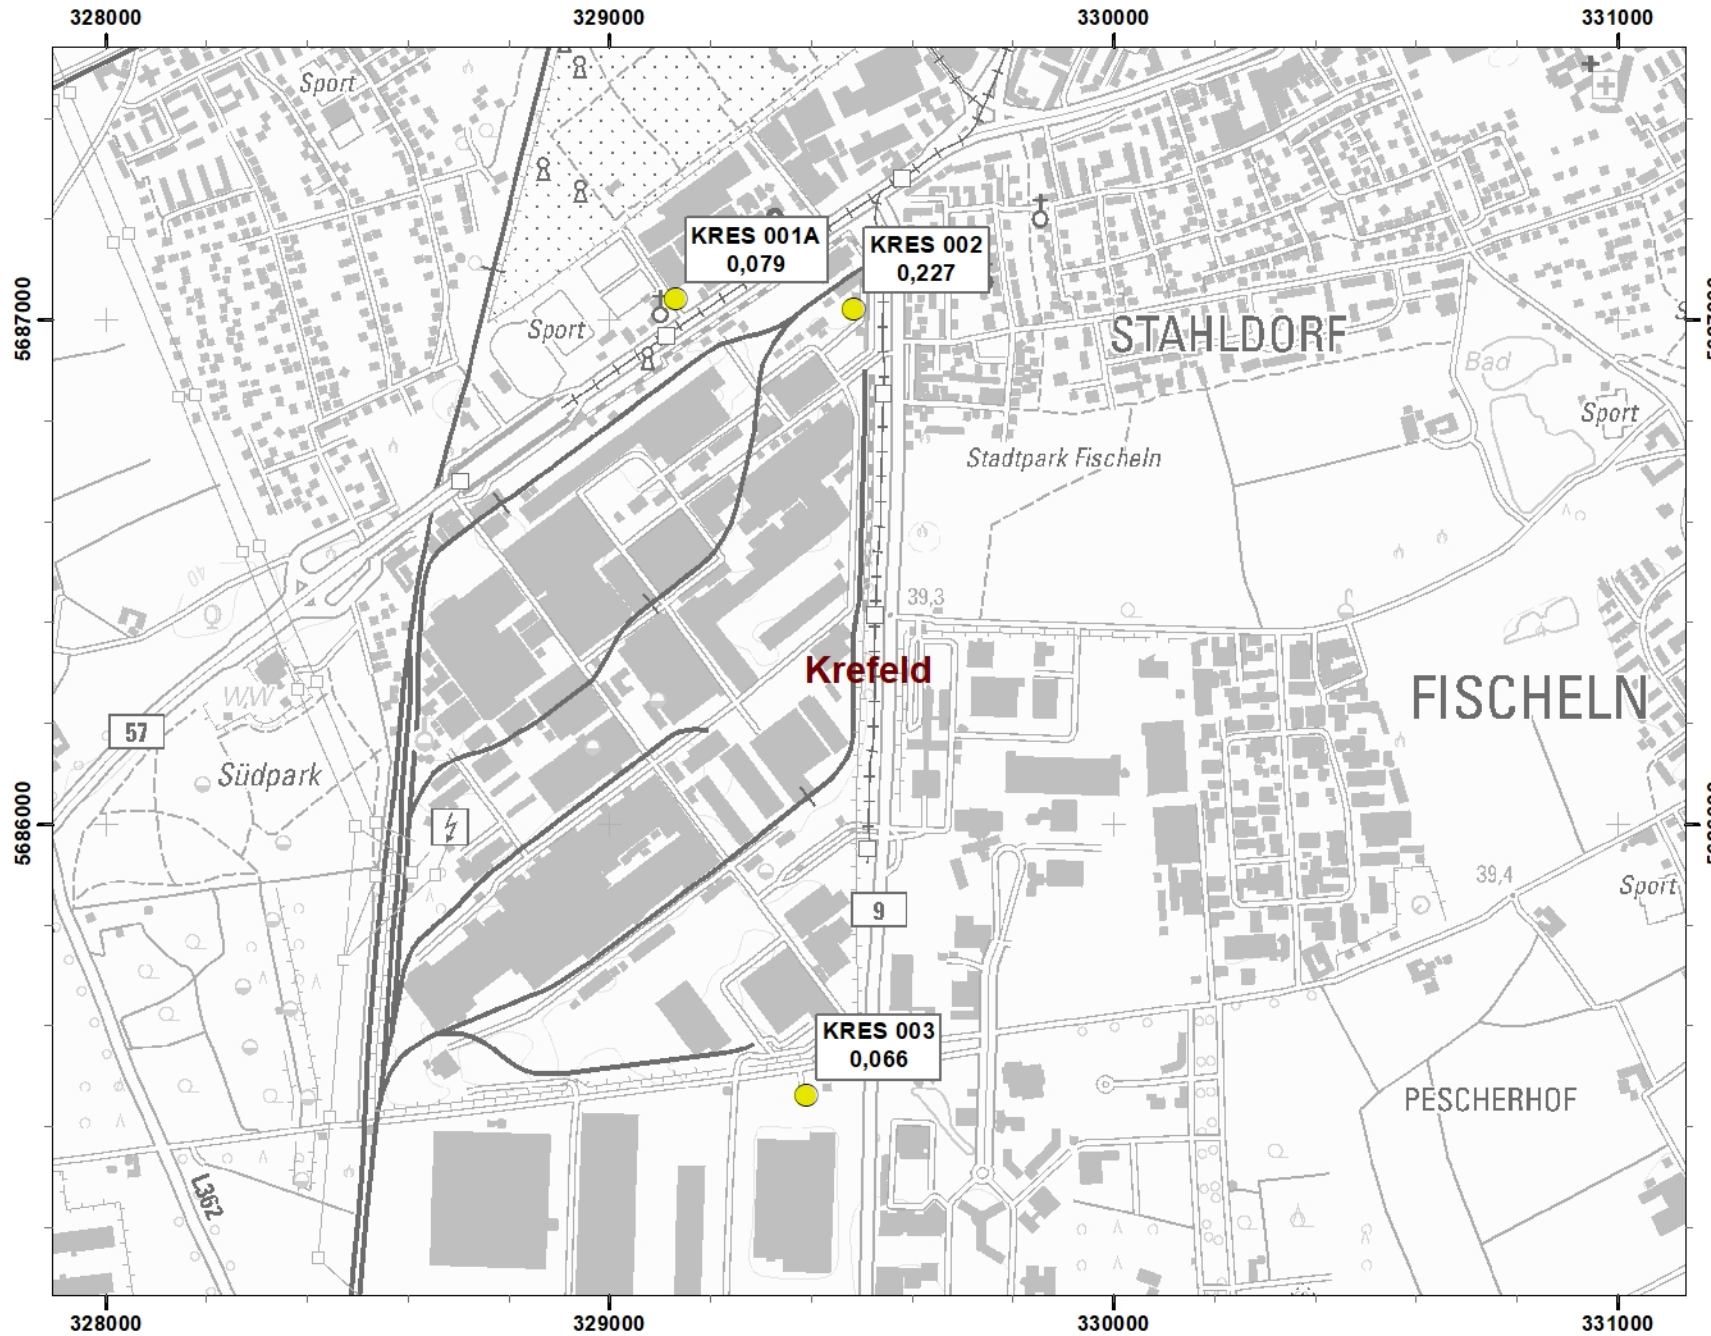 328000
329000
330000
331000
Sport
KRES 001A
0,079
KRES 002
0,227
5687000
Sport
STAHLDORF
Bad
Sport
Stadtpark Fischeln
40
39,3
Krefeld
WW
FISCHELN
57
Südpark
5686000
39,4
Sport
9
KRES 003
0,066
PESCHERHOF
L362
328000
329000
330000
331000